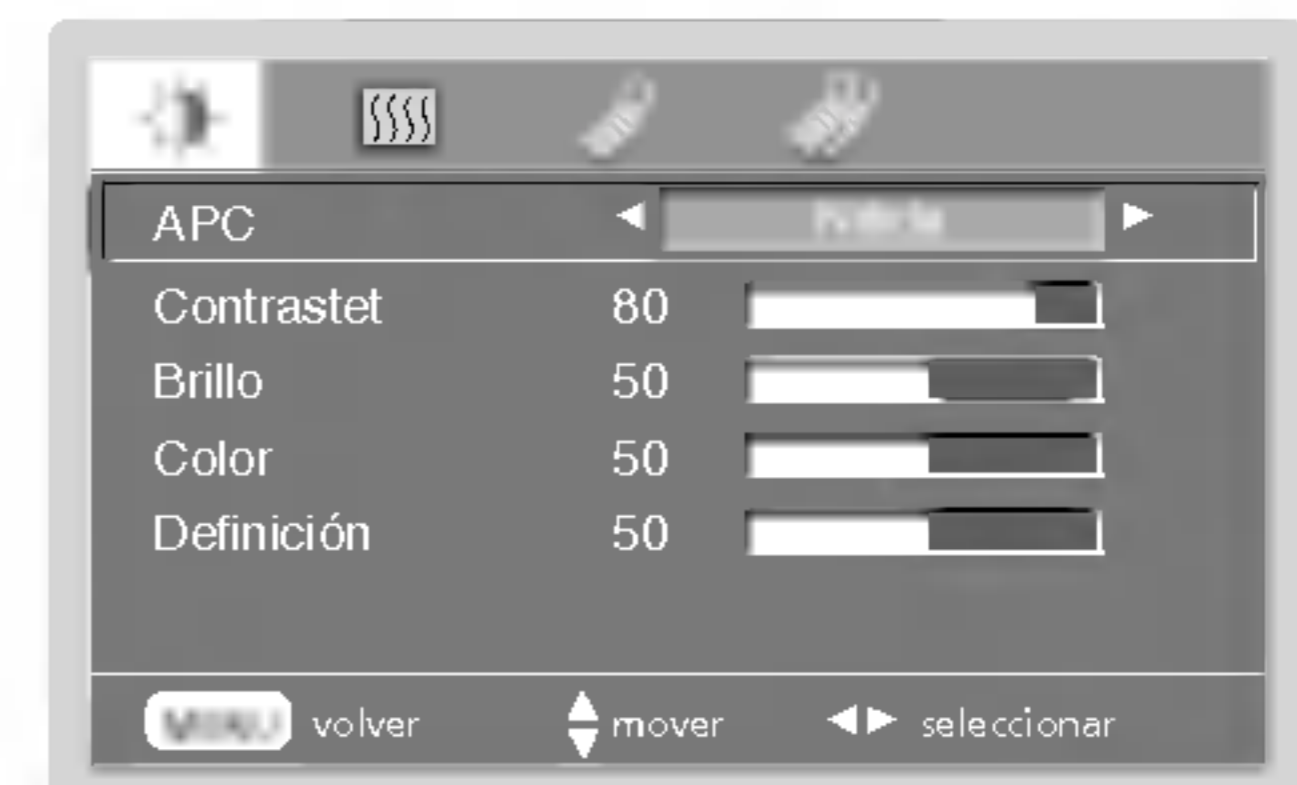 APC
Contrastet 80
Brillo 50
Color 50
Definición 50
volver mover seleccionar